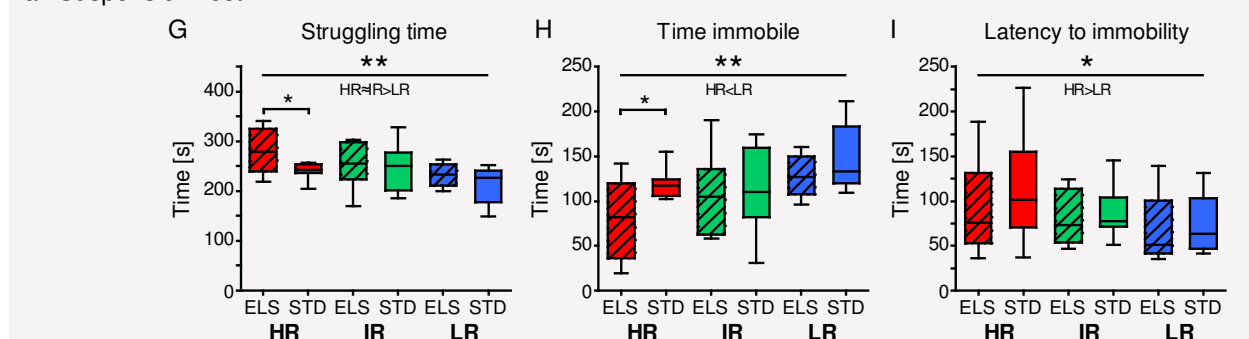 G Struggling time H Time immobile I Latency to immobility
** ** *
HR≈IR>LR HR<LR HR>LR
* *
Time [s] Time [s] Time [s]
400 250 250
300 200 200
200 150 150
100 100 100
0 50 50
0 0
ELS STD ELS STD ELS STD ELS STD ELS STD ELS STD ELS STD ELS STD ELS STD
HR IR LR HR IR LR HR IR LR